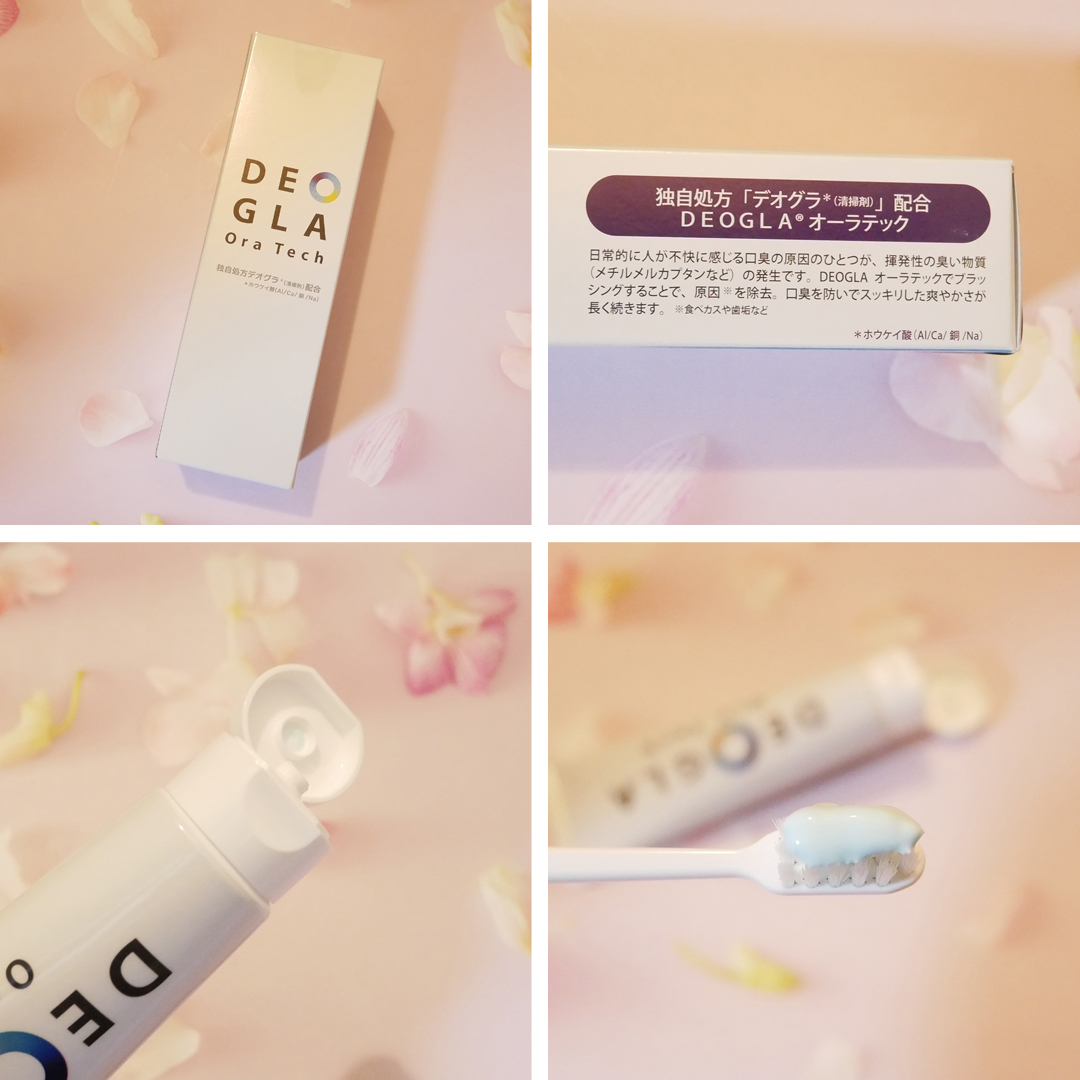 DEO
GLA
Ora Tech
独自処方デオグラ*(清掃剤)配合
*ホウケイ酸(Al/Ca/ 銅 /Na)
独自処方「デオグラ*(清掃剤)」配合
DEOGLA® オーラテック
日常的に人が不快に感じる口臭の原因のひとつが、揮発性の臭い物質
(メチルメルカプタンなど)の発生です。DEOGLA オーラテックでブラッ
シングすることで、原因※を除去。口臭を防いでスッキリした爽やかさが
長く続きます。 ※食べカスや歯垢など
*ホウケイ酸(Al/Ca/ 銅 /Na)
DEO
O
DEOGLA